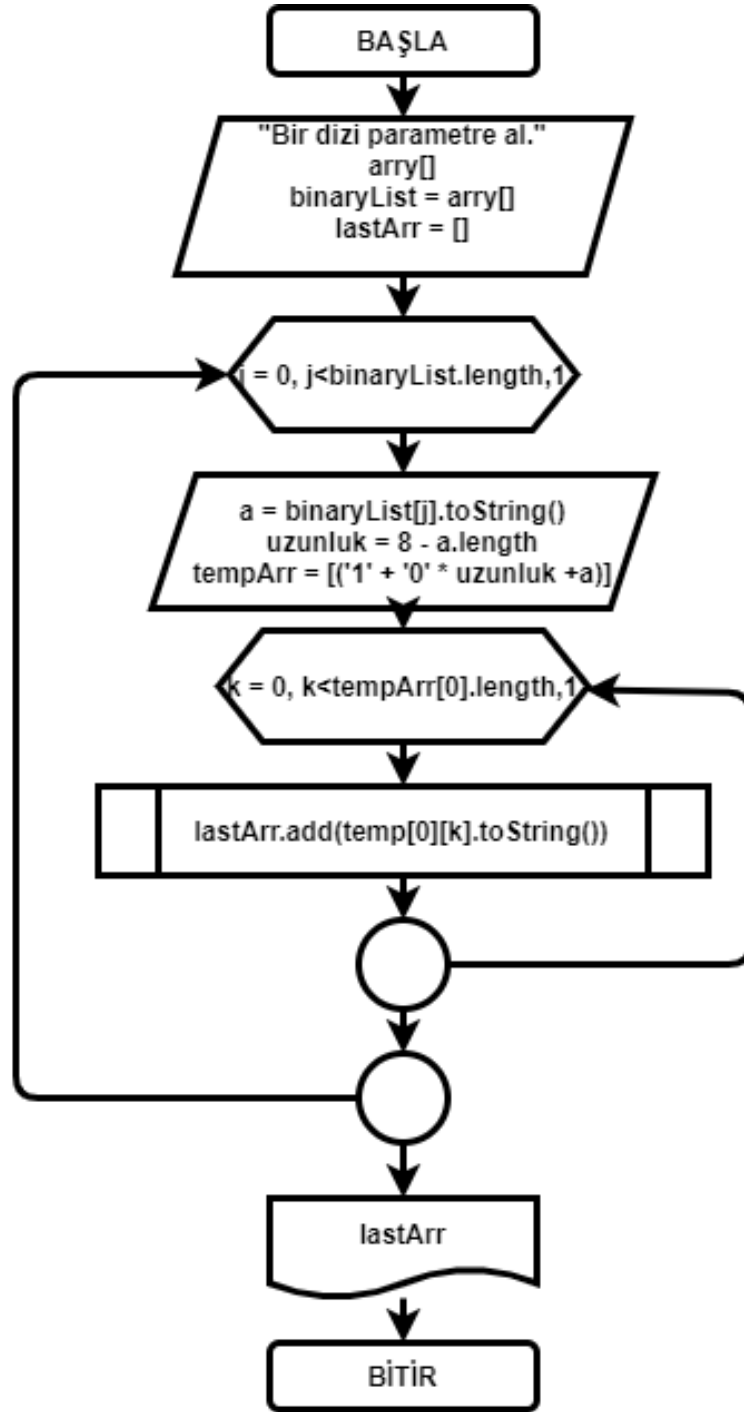 BAŞLA
"Bir dizi parametre al."
arry[]
binaryList = arry[]
lastArr = []
j = 0, j<binaryList.length,1
a = binaryList[j].toString()
uzunluk = 8 - a.length
tempArr = [('1' + '0' * uzunluk +a)]
k = 0, k<tempArr[0].length,1
lastArr.add(temp[0][k].toString())
lastArr
BİTİR